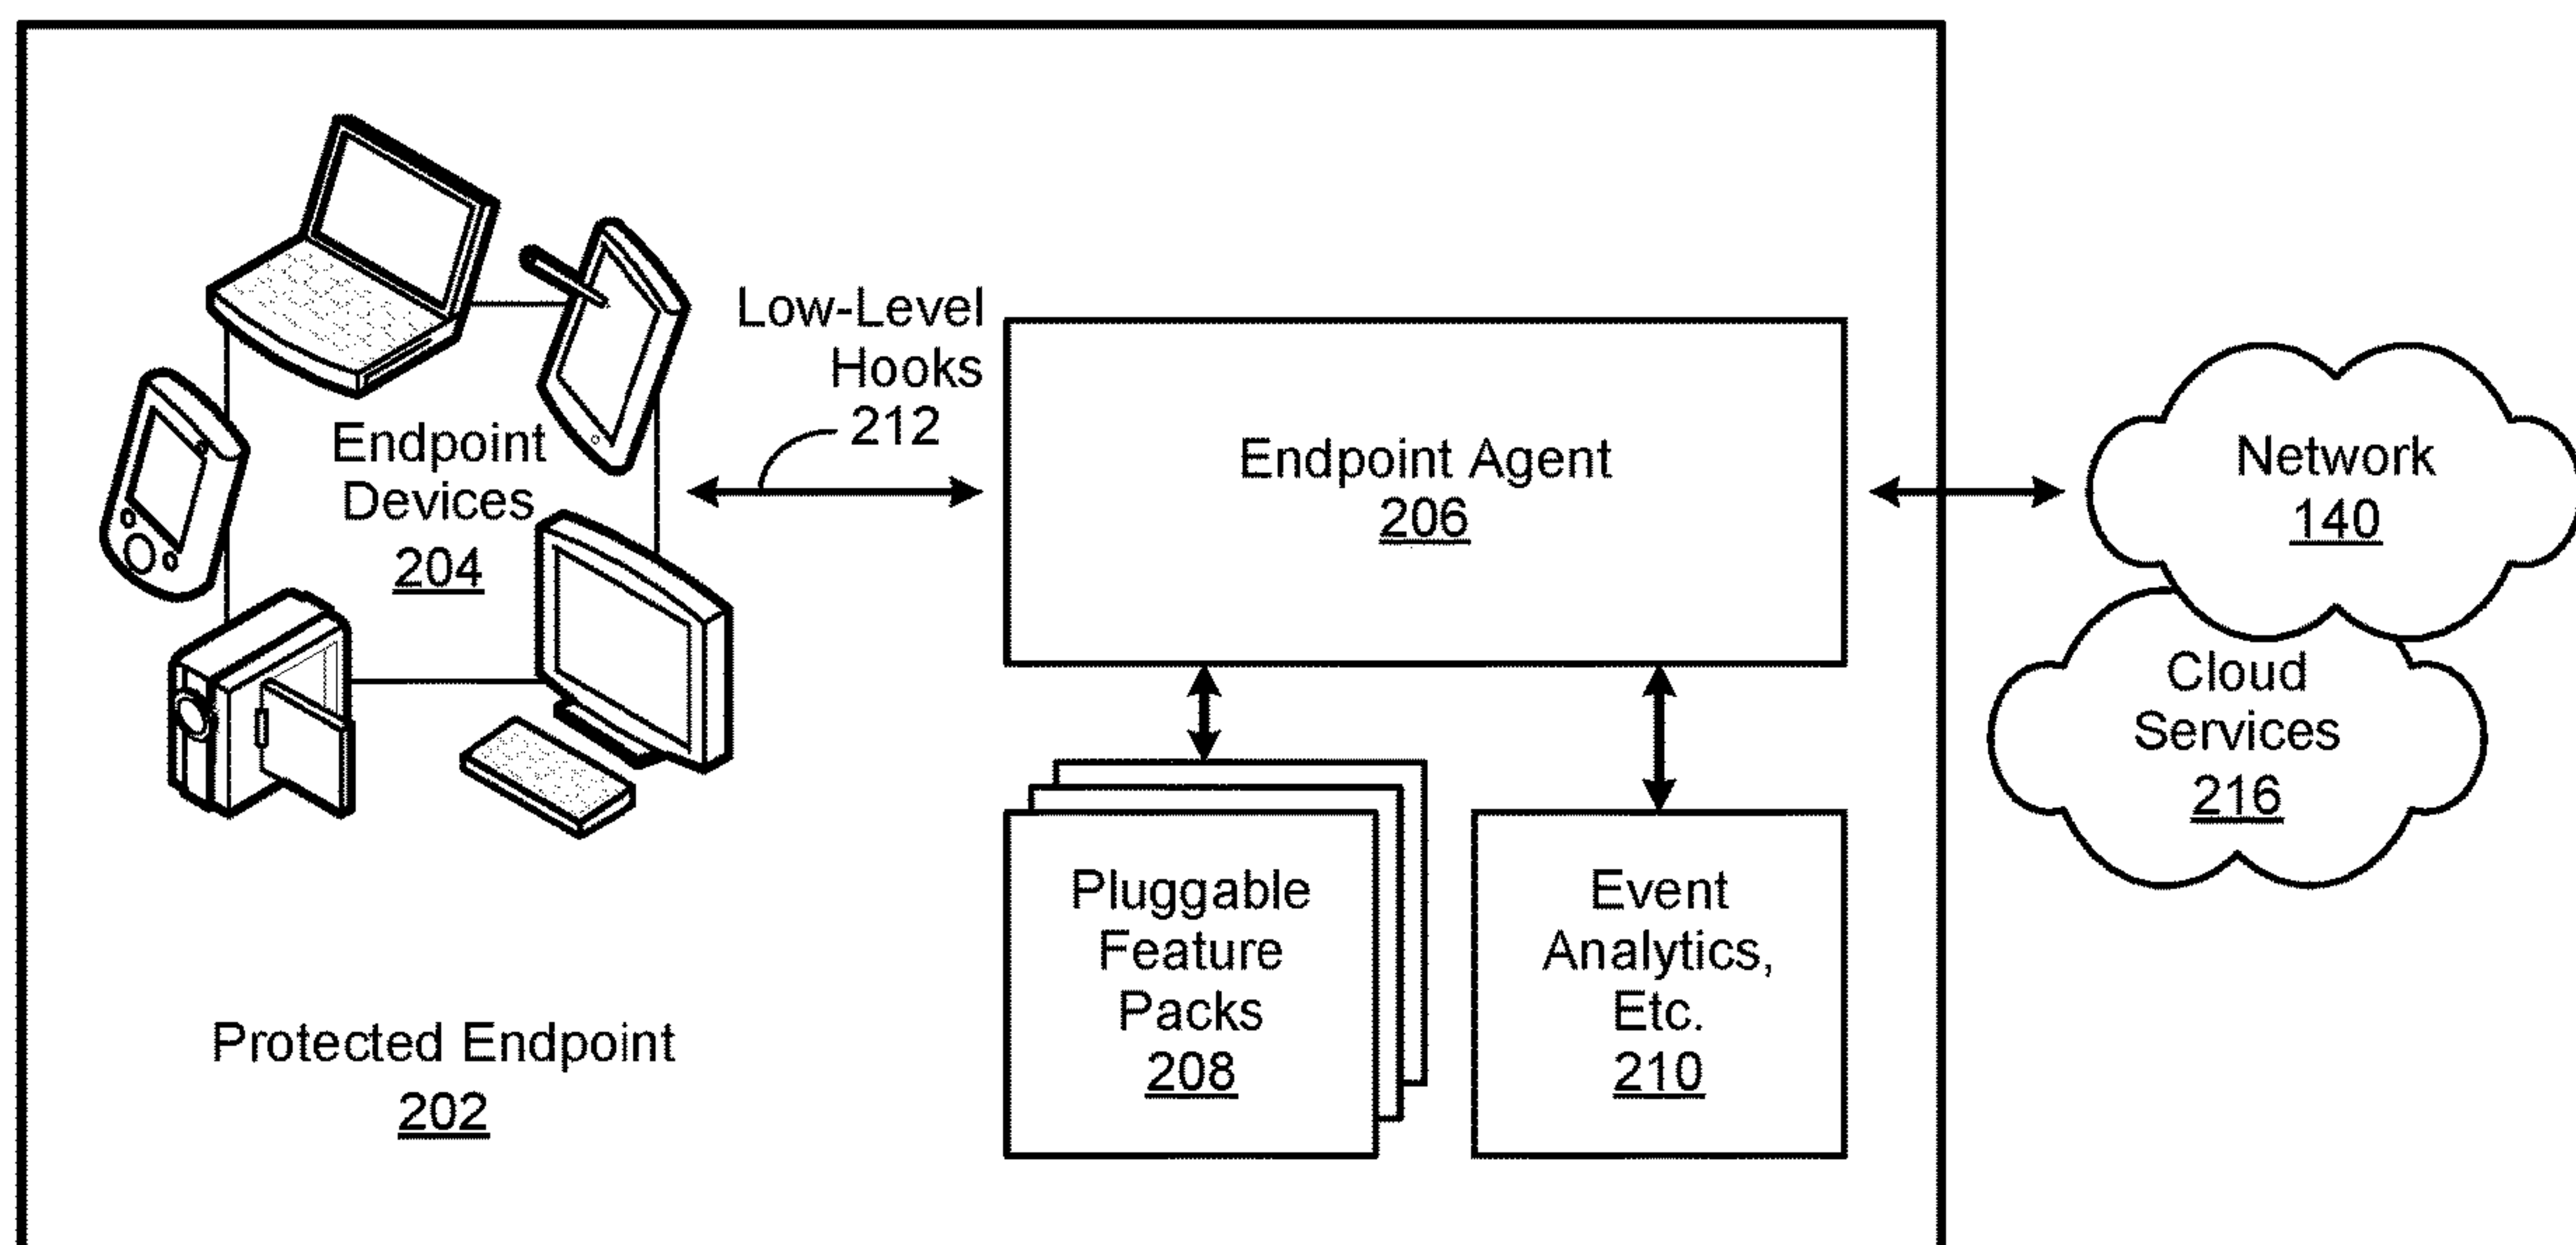 Low-Level
Hooks
212
Endpoint
Devices
204
Endpoint Agent
206
Network
140
Cloud
Services
216
Pluggable
Feature
Packs
208
Event
Analytics,
Etc.
210
Protected Endpoint
202